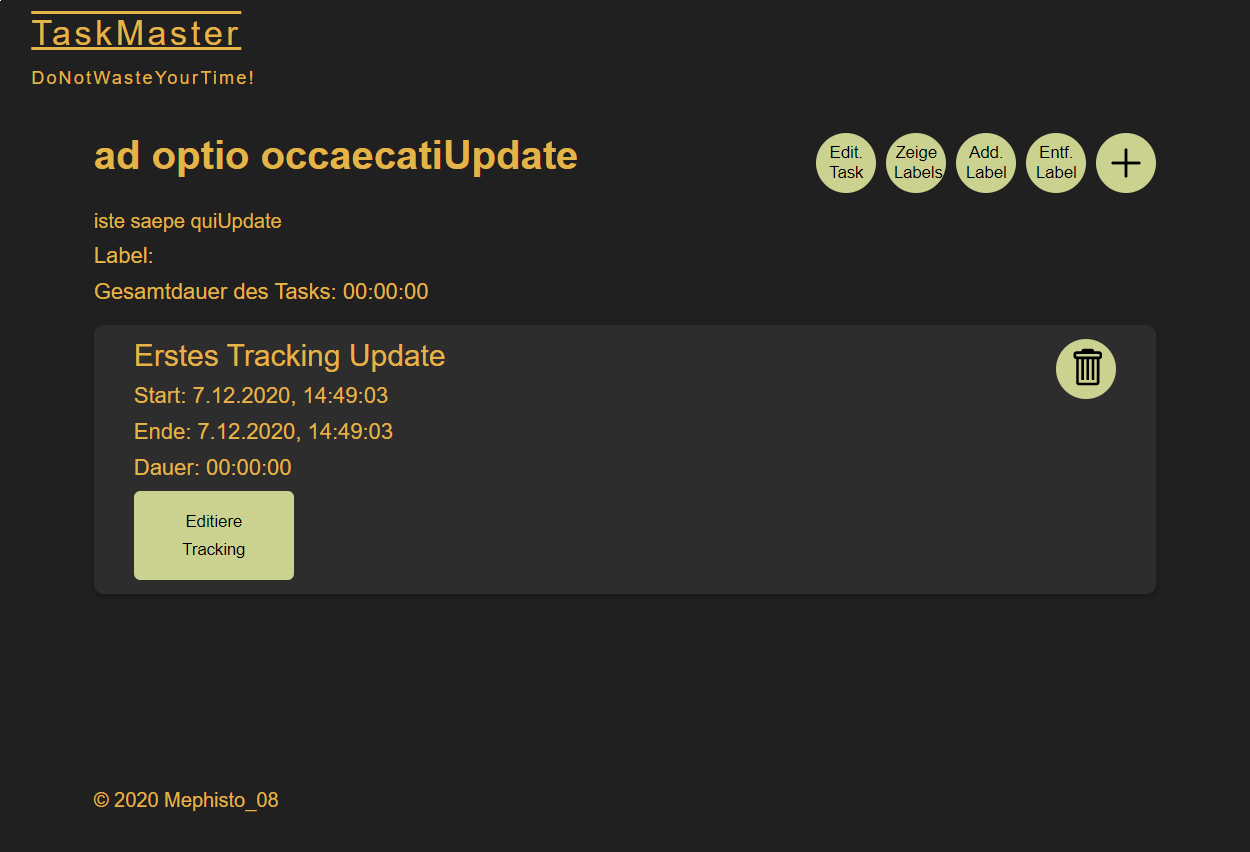 TaskMaster
DoNotWasteYourTime!
ad optio occaecatiUpdate
Edit.
Task
Zeige
Labels
Add.
Label
Entf.
Label
iste saepe quiUpdate
Label:
Gesamtdauer des Tasks: 00:00:00
Erstes Tracking Update
Start: 7.12.2020, 14:49:03
Ende: 7.12.2020, 14:49:03
Dauer: 00:00:00
Editiere
Tracking
© 2020 Mephisto_08